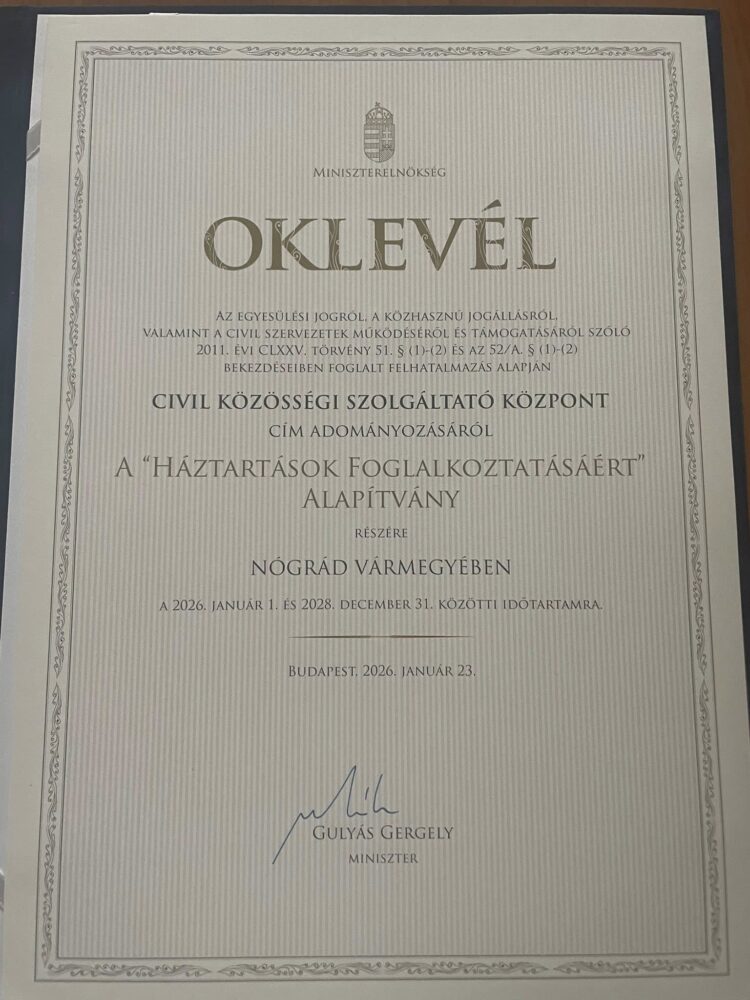 MINISZTERELNÖKSÉG
OKLEVÉL
AZ EGYESÜLÉSI JOGRÓL, A KÖZHASZNÚ JOGÁLLÁSRÓL,
VALAMINT A CIVIL SZERVEZETEK MŰKÖDÉSÉRŐL ÉS TÁMOGATÁSÁRÓL SZÓLÓ
2011. ÉVI CLXXV. TÖRVÉNY 51. § (1)-(2) ÉS AZ 52/A. § (1)-(2)
BEKEZDÉSEIBEN FOGLALT FELHATALMAZÁS ALAPJÁN
CIVIL KÖZÖSSÉGI SZOLGÁLTATÓ KÖZPONT
CÍM ADOMÁNYOZÁSÁRÓL
A "HÁZTARTÁSOK FOGLALKOZTATÁSÁÉRT"
ALAPÍTVÁNY
RÉSZÉRE
NÓGRÁD VÁRMEGYÉBEN
A 2026. JANUÁR 1. ÉS 2028. DECEMBER 31. KÖZÖTTI IDŐTARTAMRA.
BUDAPEST, 2026. JANUÁR 23.
GULYÁS GERGELY
MINISZTER